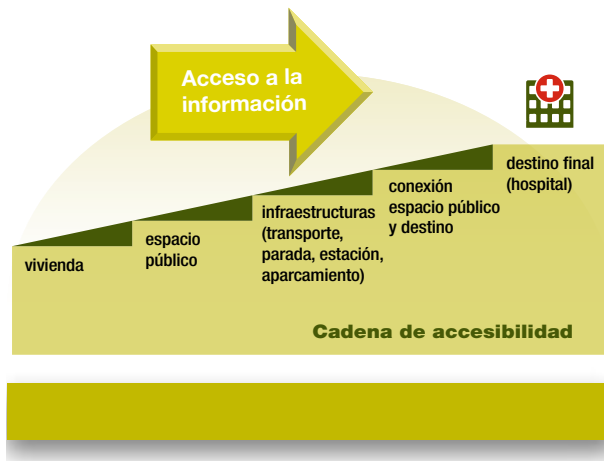 Acceso a la
información
vivienda
espacio
público
infraestructuras
(transporte,
parada, estación,
aparcamiento)
conexión
espacio público
y destino
destino final
(hospital)
Cadena de accesibilidad